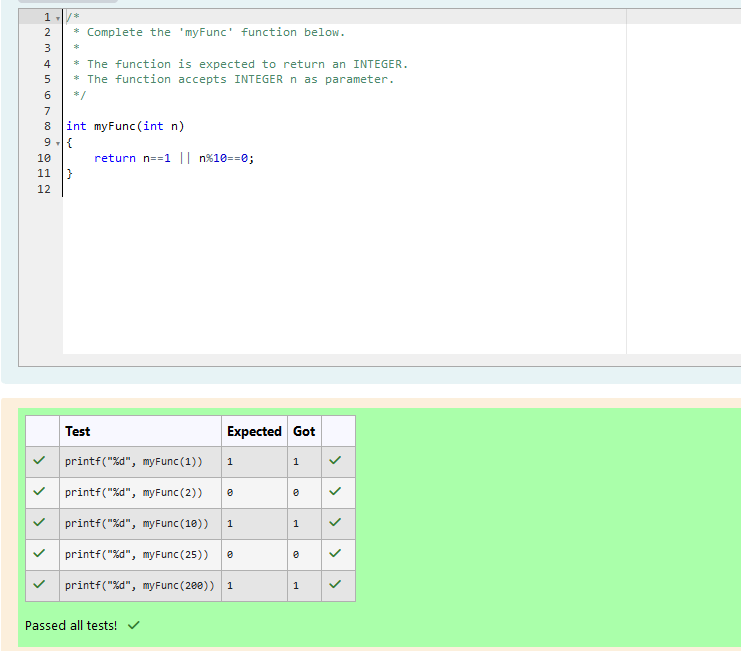 1 /*
2 * Complete the 'myFunc' function below.
3 *
4 * The function is expected to return an INTEGER.
5 * The function accepts INTEGER n as parameter.
6 */
7
8 int myFunc(int n)
9 {
10 return n==1 || n%10==0;
11 }
12
Test Expected Got
printf("%d", myFunc(1)) 1 1
printf("%d", myFunc(2)) 0 0
printf("%d", myFunc(10)) 1 1
printf("%d", myFunc(25)) 0 0
printf("%d", myFunc(200)) 1 1
Passed all tests!